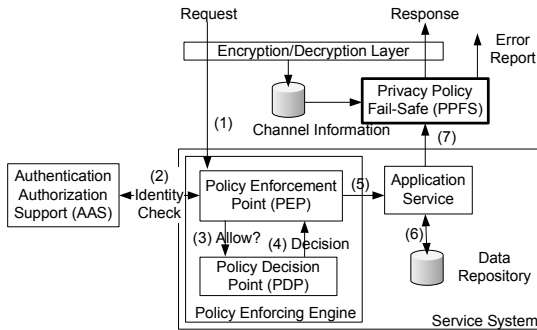 Request
Response
Error
Report
Encryption/Decryption Layer
Privacy Policy
Fail-Safe (PPFS)
Channel Information
(1)
(7)
Authentication
Authorization
Support (AAS)
(2)
Identity
Check
Policy Enforcement
Point (PEP)
(5)
Application
Service
(3) Allow?
(4) Decision
(6)
Policy Decision
Point (PDP)
Data
Repository
Policy Enforcing Engine
Service System